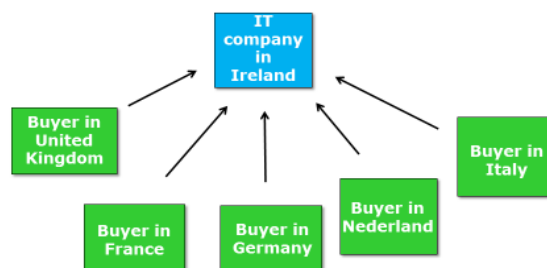 IT
company
in
Ireland
Buyer in
United
Kingdom
Buyer in
France
Buyer in
Germany
Buyer in
Nederland
Buyer in
Italy